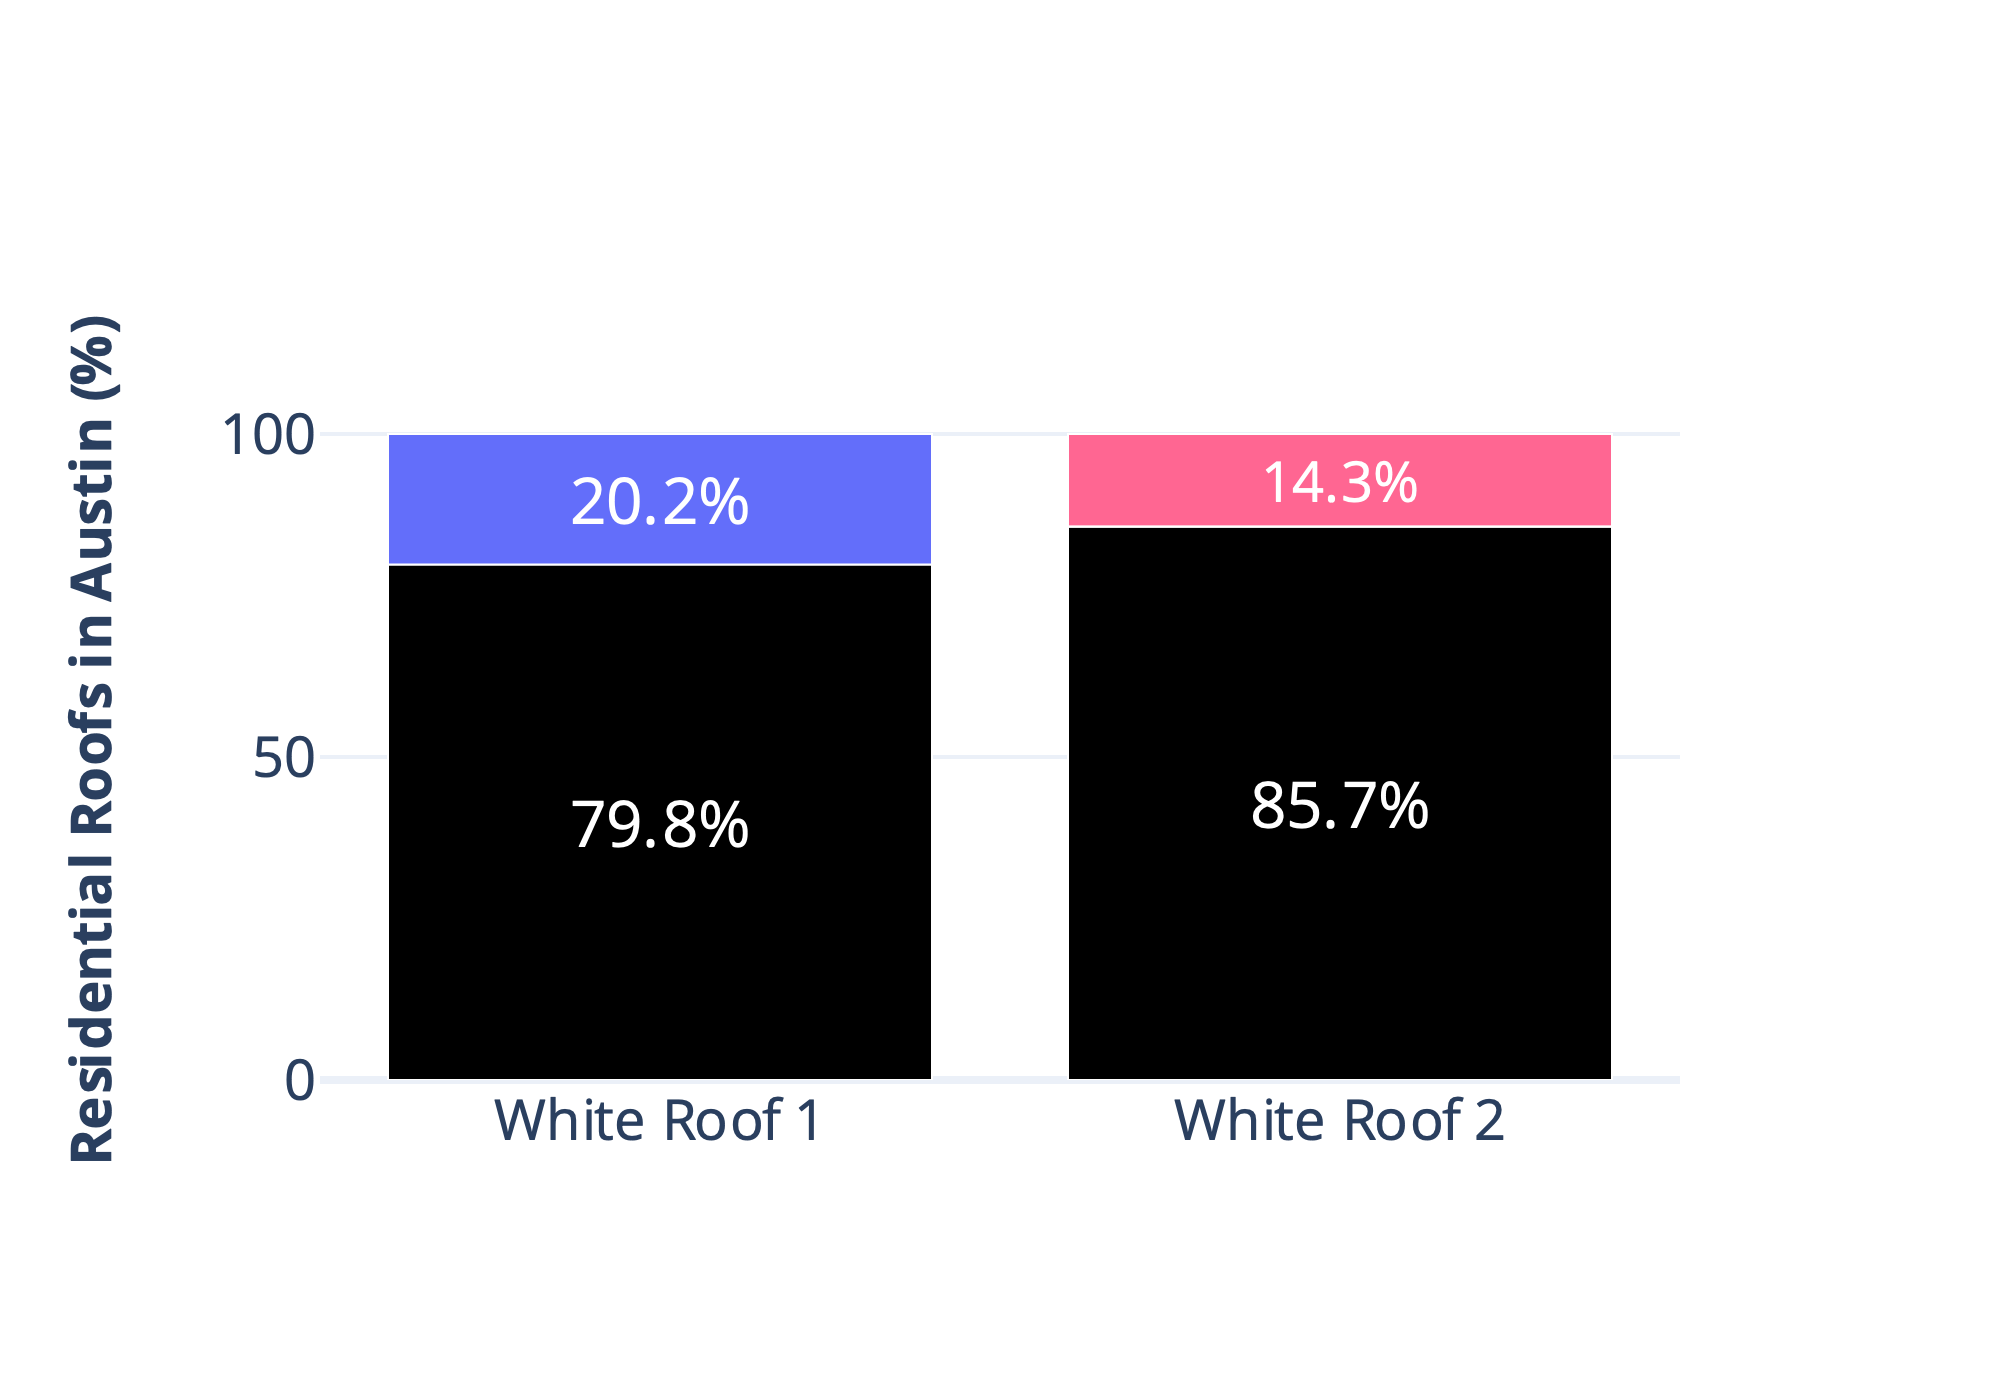 Residential Roofs in Austin (%)
100
50
0
20.2%
79.8%
14.3%
85.7%
White Roof 1
White Roof 2